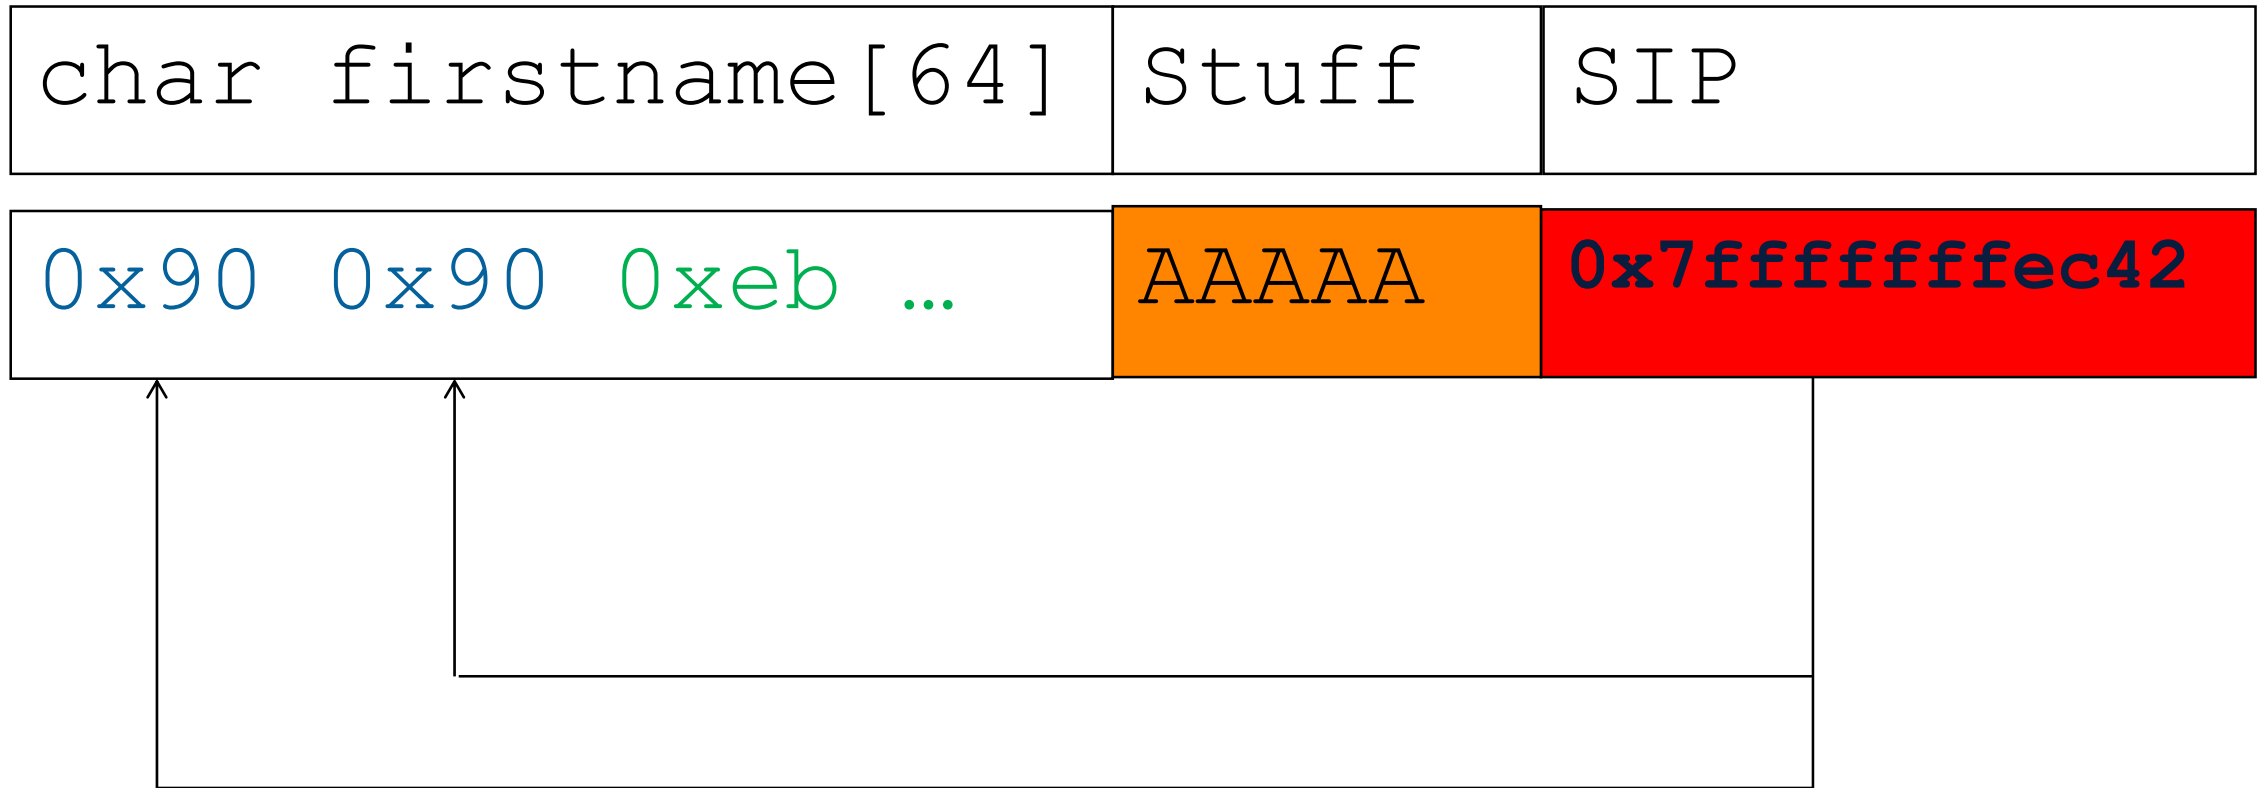 char firstname[64] Stuff SIP
0x90 0x90 0xeb … AAAAA 0x7fffffffec42